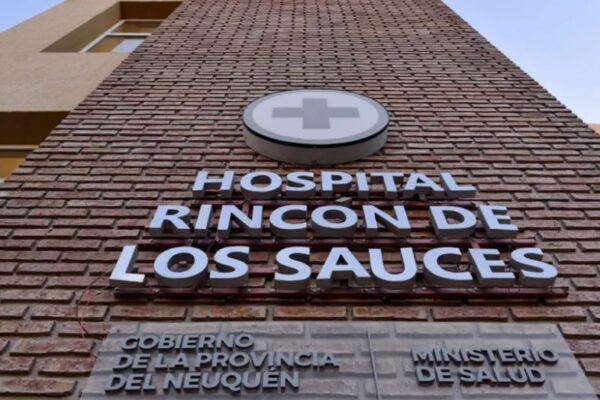 HOSPITAL
RINCÓN DE
LOS SAUCES
GOBIERNO
DE LA PROVINCIA
DEL NEUQUÉN
MINISTERIO
DE SALUD